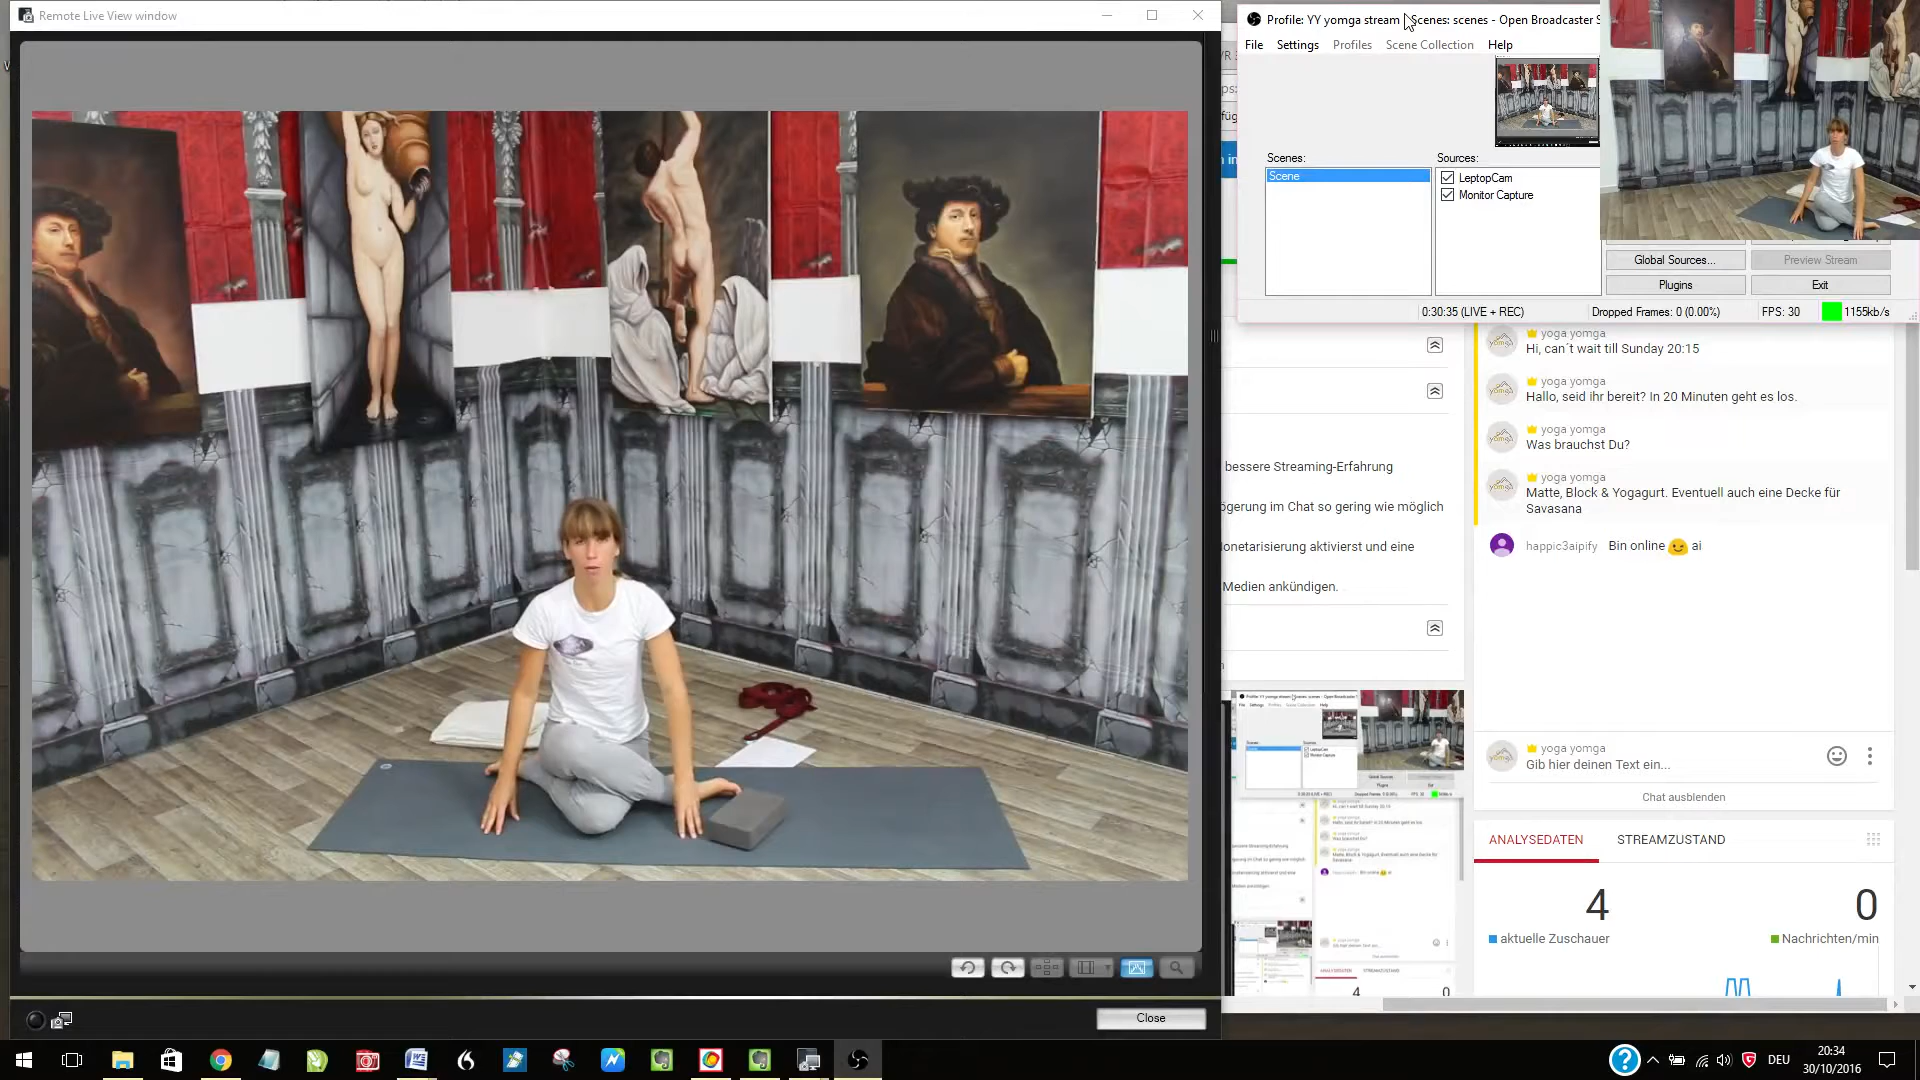 Remote Live View window
Profile: YY yomga stream
Scenes: scenes - Open Broadcaster S
File Settings Profiles Scene Collection Help
Scenes:
Sources:
Scene
LeptopCam
Monitor Capture
Global Sources...
Preview Stream
Plugins
Exit
0:30:35 (LIVE + REC)
Dropped Frames: 0 (0.00%)
FPS: 30
1155kb/s
yoga yomga
Hi, can´t wait till Sunday 20:15
yoga yomga
Hallo, seid ihr bereit? In 20 Minuten geht es los.
yoga yomga
Was brauchst Du?
yoga yomga
Matte, Block & Yogagurt. Eventuell auch eine Decke für
Savasana
happic3aipify Bin online 😉 ai
bessere Streaming-Erfahrung
ögerung im Chat so gering wie möglich
onetarisierung aktivierst und eine
Medien ankündigen.
yoga yomga
Gib hier deinen Text ein...
Chat ausblenden
ANALYSEDATEN
STREAMZUSTAND
4
0
aktuelle Zuschauer
Nachrichten/min
Close
DEU
20:34
30/10/2016